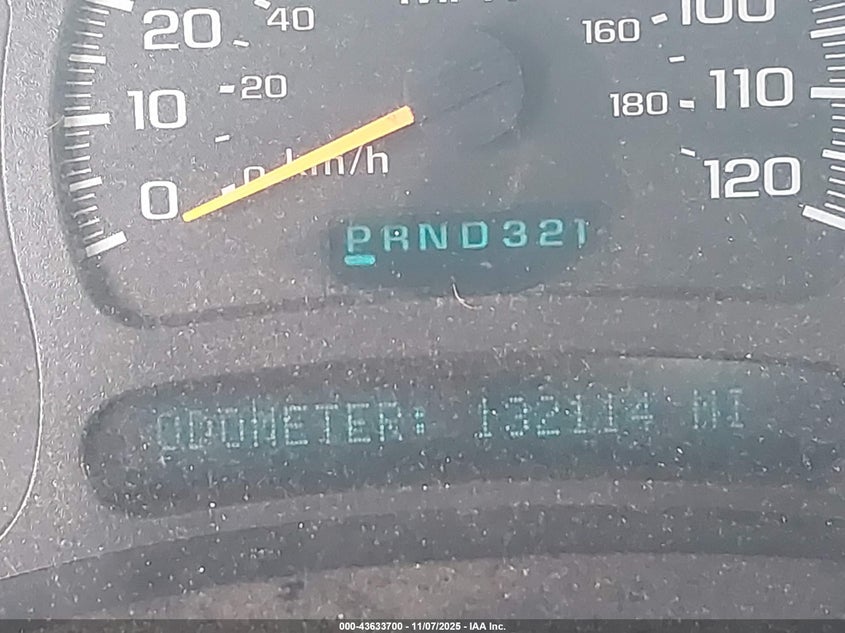 20 40 160 100
10 20 180 110
0 0 km/h 120
PRND321
ODOMETER: 132114 MI
000-43633700 - 11/07/2025 - IAA Inc.